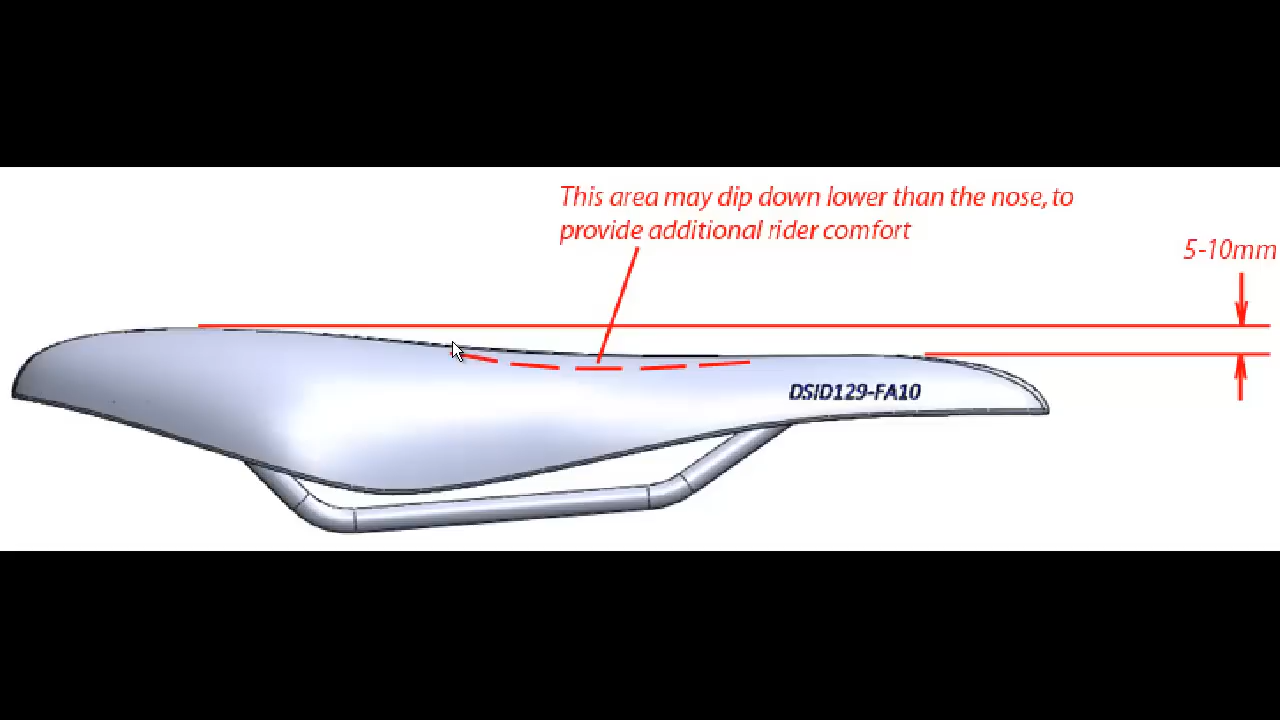 This area may dip down lower than the nose, to
provide additional rider comfort
5-10mm
DSID129-FA10